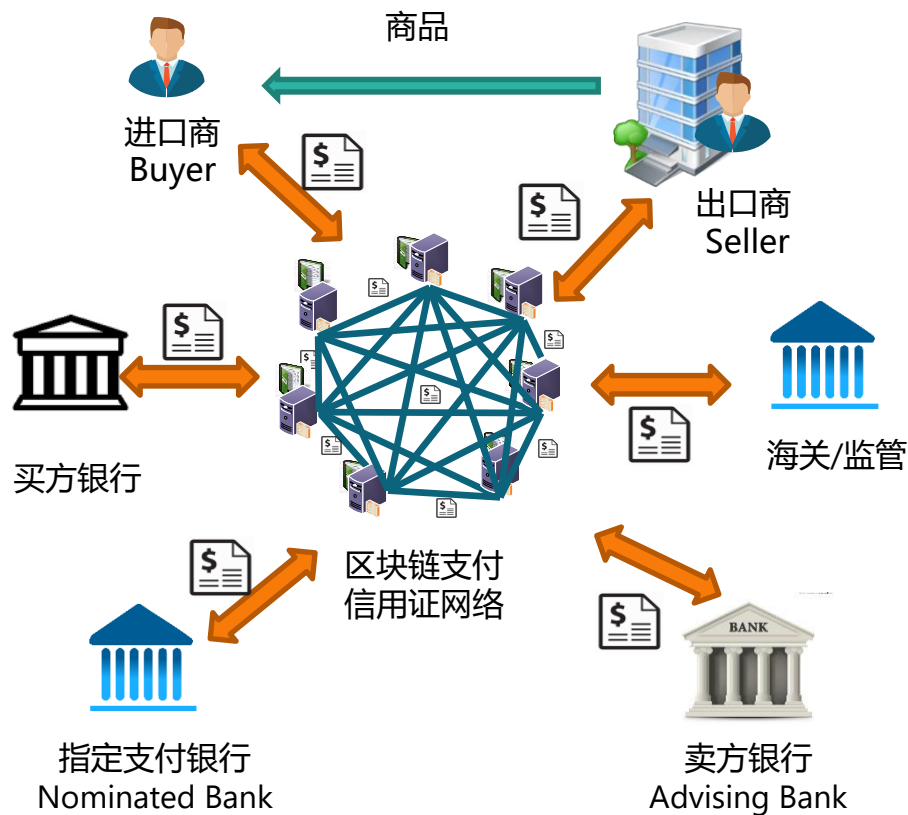 商品
进口商
Buyer
$
$
出口商
Seller
$
买方银行
$
海关/监管
区块链支付
信用证网络
$
$
BANK
指定支付银行
Nominated Bank
卖方银行
Advising Bank